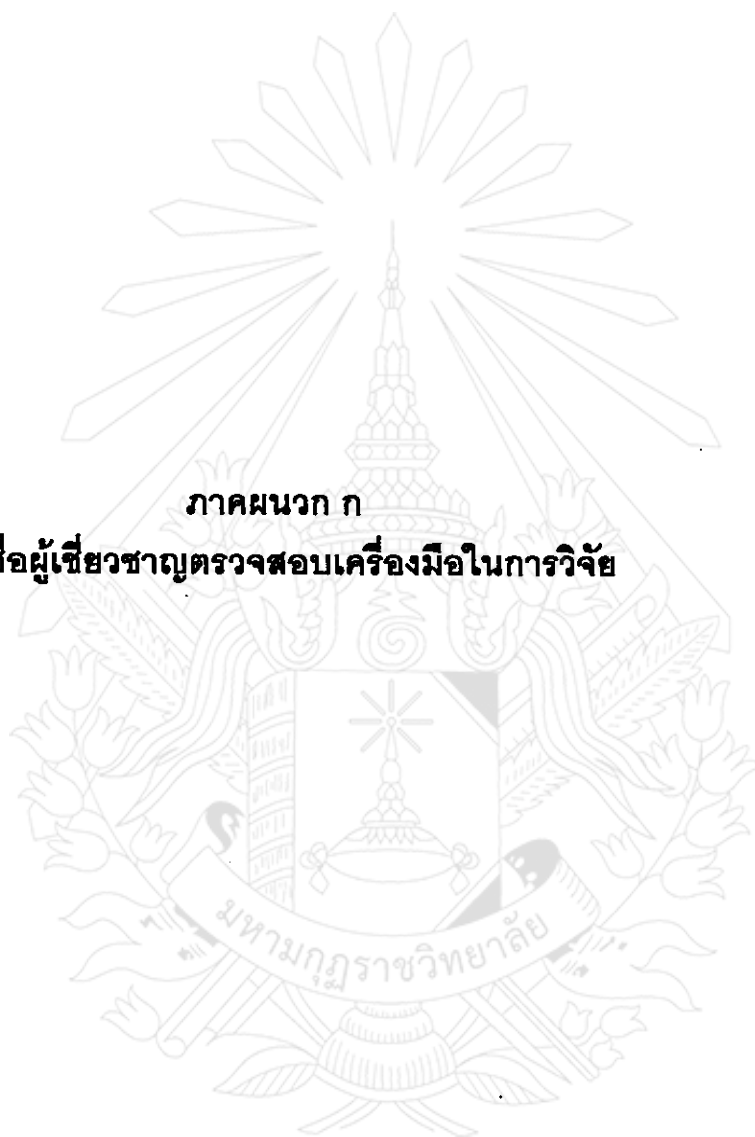 ภาคผนวก ก
ชื่อผู้เชี่ยวชาญตรวจสอบเครื่องมือในการวิจัย
มหามกุฏราชวิทยาลัย